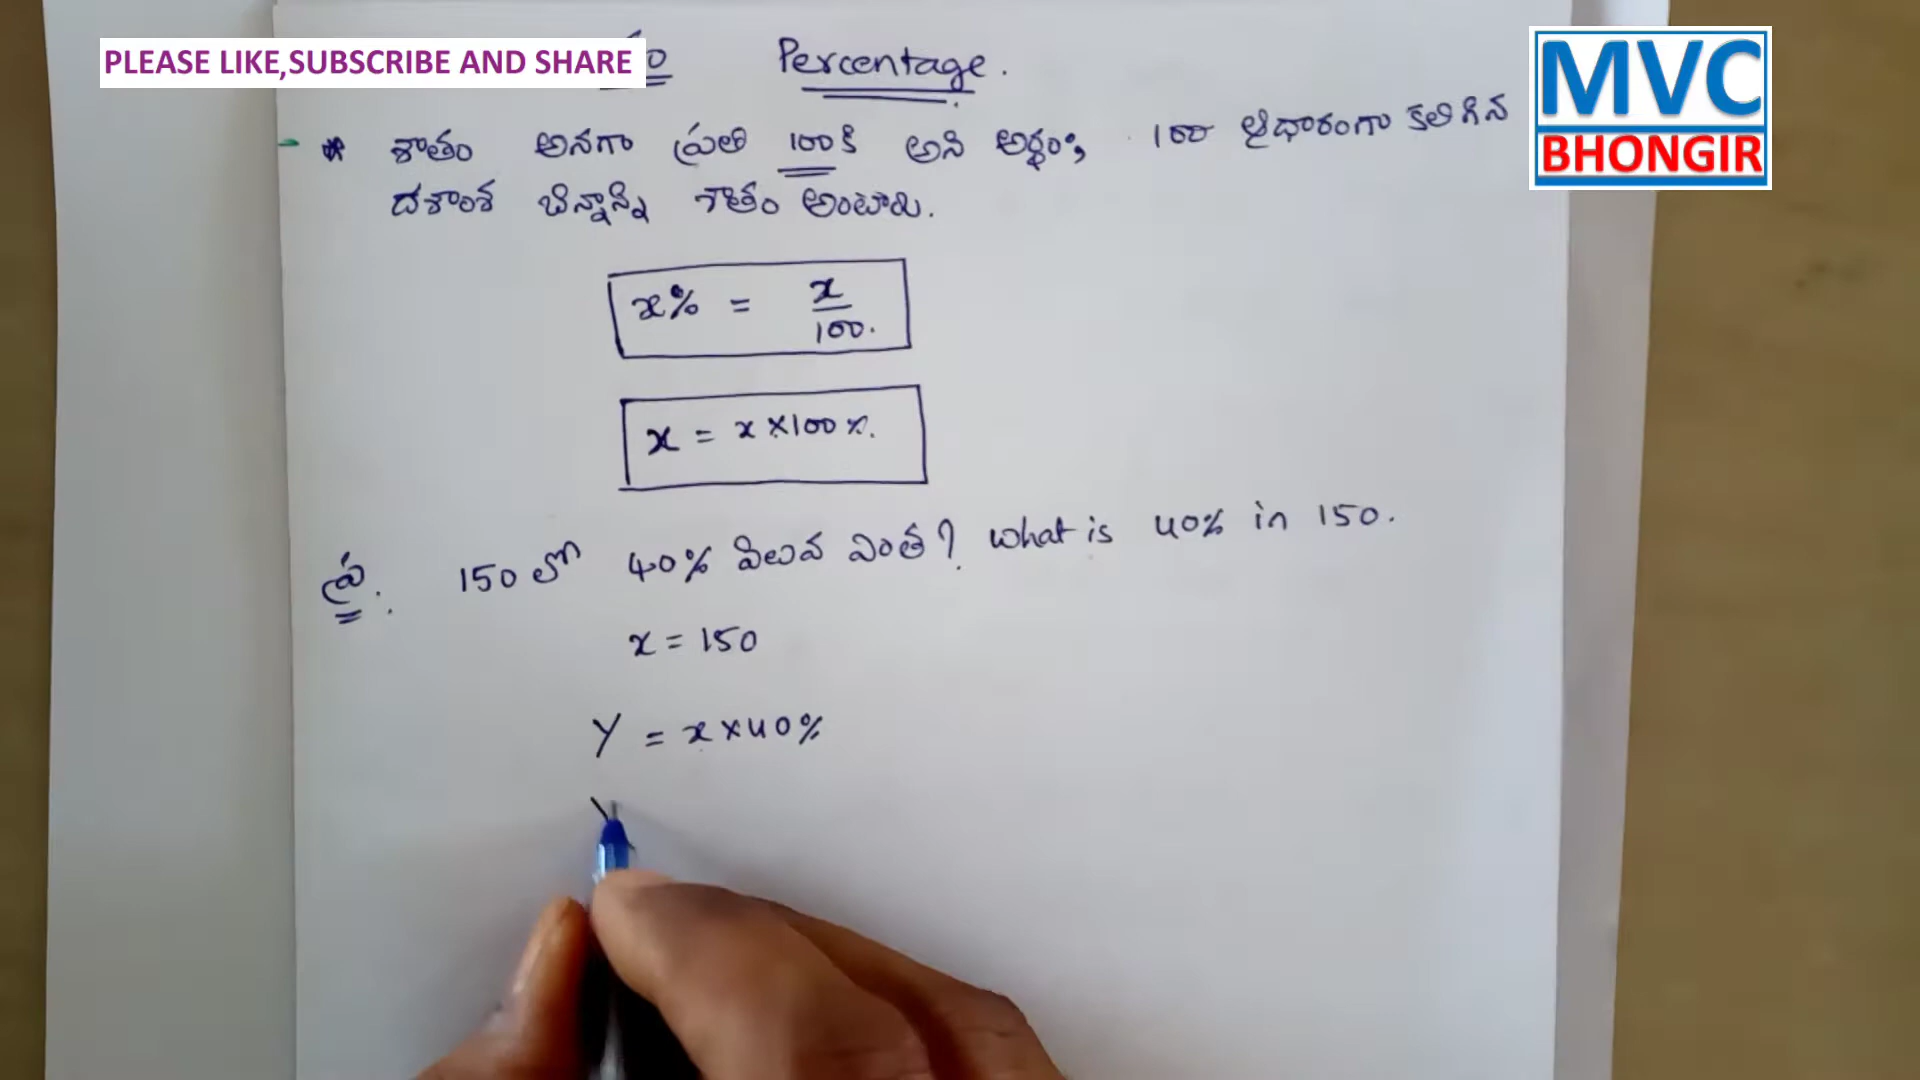 PLEASE LIKE,SUBSCRIBE AND SHARE
Percentage.
MVC
BHONGIR
* శాతం అనగా ప్రతి 100కి అని అర్థం; 100 ఆధారంగా కలిగిన
దశాంశ భిన్నాన్ని శాతం అంటారు.
x% = x/100.
x = x×100%.
ప్ర. 150 లో 40% విలువ ఎంత? what is 40% in 150.
x = 150
Y = x×40%